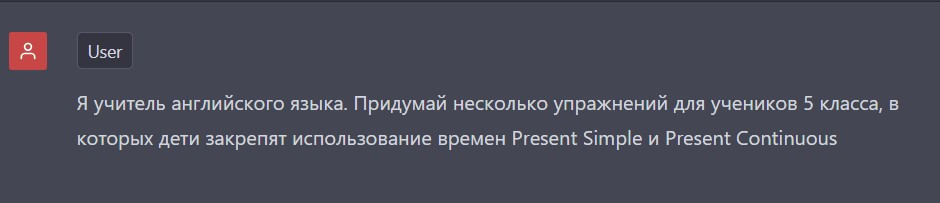 User
Я учитель английского языка. Придумай несколько упражнений для учеников 5 класса, в
которых дети закрепят использование времен Present Simple и Present Continuous